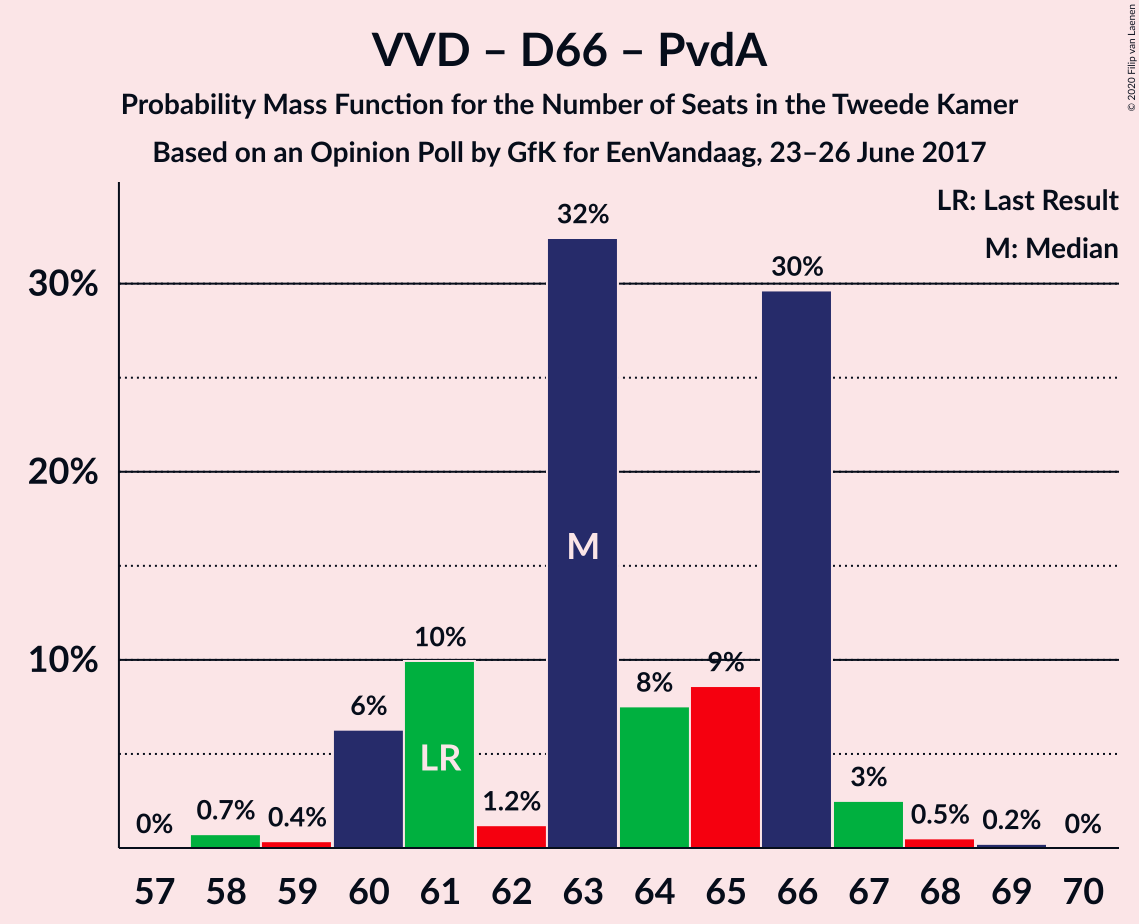 VVD – D66 – PvdA
Probability Mass Function for the Number of Seats in the Tweede Kamer
Based on an Opinion Poll by GfK for EenVandaag, 23–26 June 2017
© 2020 Filip van Laenen
LR: Last Result
M: Median
30%
20%
10%
0%
0.7%
0.4%
6%
10%
1.2%
32%
8%
9%
30%
3%
0.5%
0.2%
0%
LR
M
57 58 59 60 61 62 63 64 65 66 67 68 69 70